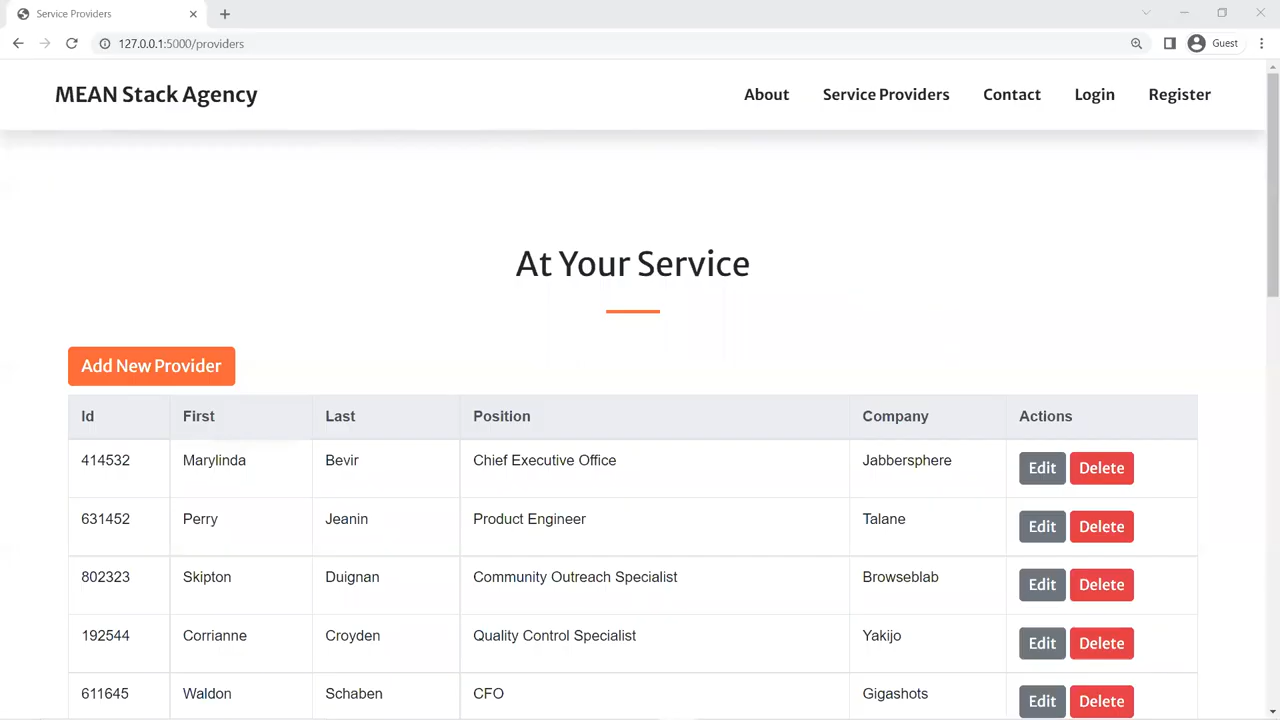 Service Providers
127.0.0.1:5000/providers
Guest
MEAN Stack Agency
About
Service Providers
Contact
Login
Register
At Your Service
Add New Provider
Id First Last Position Company Actions
414532 Marylinda Bevir Chief Executive Office Jabbersphere Edit Delete
631452 Perry Jeanin Product Engineer Talane Edit Delete
802323 Skipton Duignan Community Outreach Specialist Browseblab Edit Delete
192544 Corrianne Croyden Quality Control Specialist Yakijo Edit Delete
611645 Waldon Schaben CFO Gigashots Edit Delete